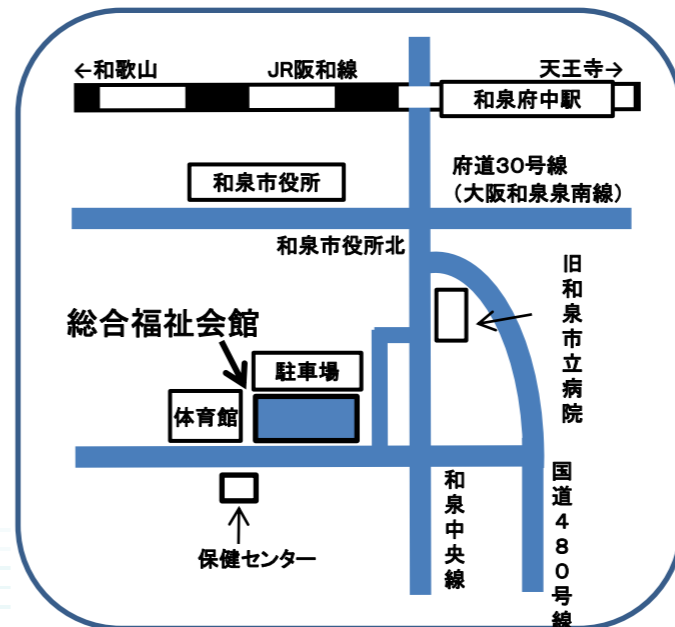 ←和歌山
JR阪和線
天王寺→
和泉府中駅
和泉市役所
府道30号線
（大阪和泉泉南線）
和泉市役所北
旧和泉市立病院
総合福祉会館
駐車場
体育館
保健センター
和泉中央線
国道480号線